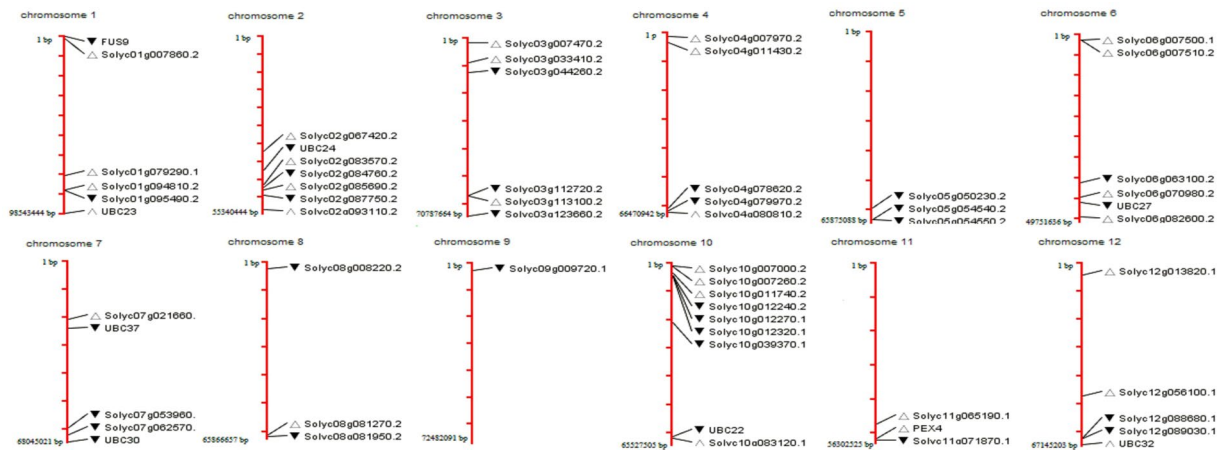 chromosome 1
1 bp
FUS9
Solyc01g007860.2
Solyc01g079290.1
Solyc01g094810.2
Solyc01g095490.2
UBC23
98543444 bp
chromosome 2
1 bp
Solyc02g067420.2
UBC24
Solyc02g083570.2
Solyc02g084760.2
Solyc02g085690.2
Solyc02g087750.2
Solyc02g093110.2
55340444 bp
chromosome 3
1 bp
Solyc03g007470.2
Solyc03g033410.2
Solyc03g044260.2
Solyc03g112720.2
Solyc03g113100.2
Solyc03g123660.2
70787664 bp
chromosome 4
1 p
Solyc04g007970.2
Solyc04g011430.2
Solyc04g078620.2
Solyc04g079970.2
Solyc04g080810.2
66470942 bp
chromosome 5
1 bp
Solyc05g050230.2
Solyc05g054540.2
Solyc05g054550.2
65875088 bp
chromosome 6
1 bp
Solyc06g007500.1
Solyc06g007510.2
Solyc06g063100.2
Solyc06g070980.2
UBC27
Solyc06g082600.2
49751636 bp
chromosome 7
1 bp
Solyc07g021660.
UBC37
Solyc07g053960.
Solyc07g062570.
UBC30
68045021 bp
chromosome 8
1 bp
Solyc08g008220.2
Solyc08g081270.2
Solyc08g081950.2
65866657 bp
chromosome 9
1 bp
Solyc09g009720.1
72482091 bp
chromosome 10
1 bp
Solyc10g007000.2
Solyc10g007260.2
Solyc10g011740.2
Solyc10g012240.2
Solyc10g012270.1
Solyc10g012320.1
Solyc10g039370.1
UBC22
Solyc10g083120.1
65527505 bp
chromosome 11
1 bp
Solyc11g065190.1
PEX4
Solyc11g071870.1
56302525 bp
chromosome 12
1 bp
Solyc12g013820.1
Solyc12g056100.1
Solyc12g088680.1
Solyc12g089030.1
UBC32
67145203 bp